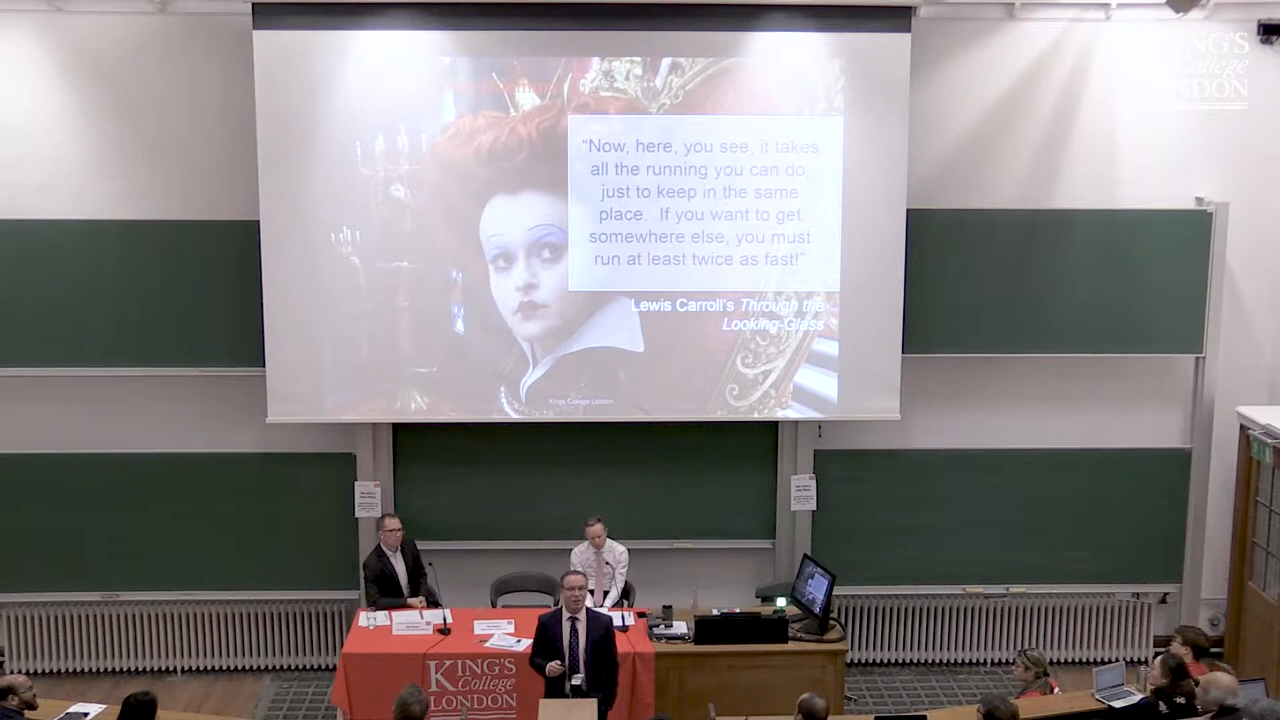 KING'S
College
LONDON
"Now, here, you see, it takes
all the running you can do,
just to keep in the same
place. If you want to get
somewhere else, you must
run at least twice as fast!"
Lewis Carroll's Through the
Looking-Glass
Kings College London
KING'S
College
LONDON